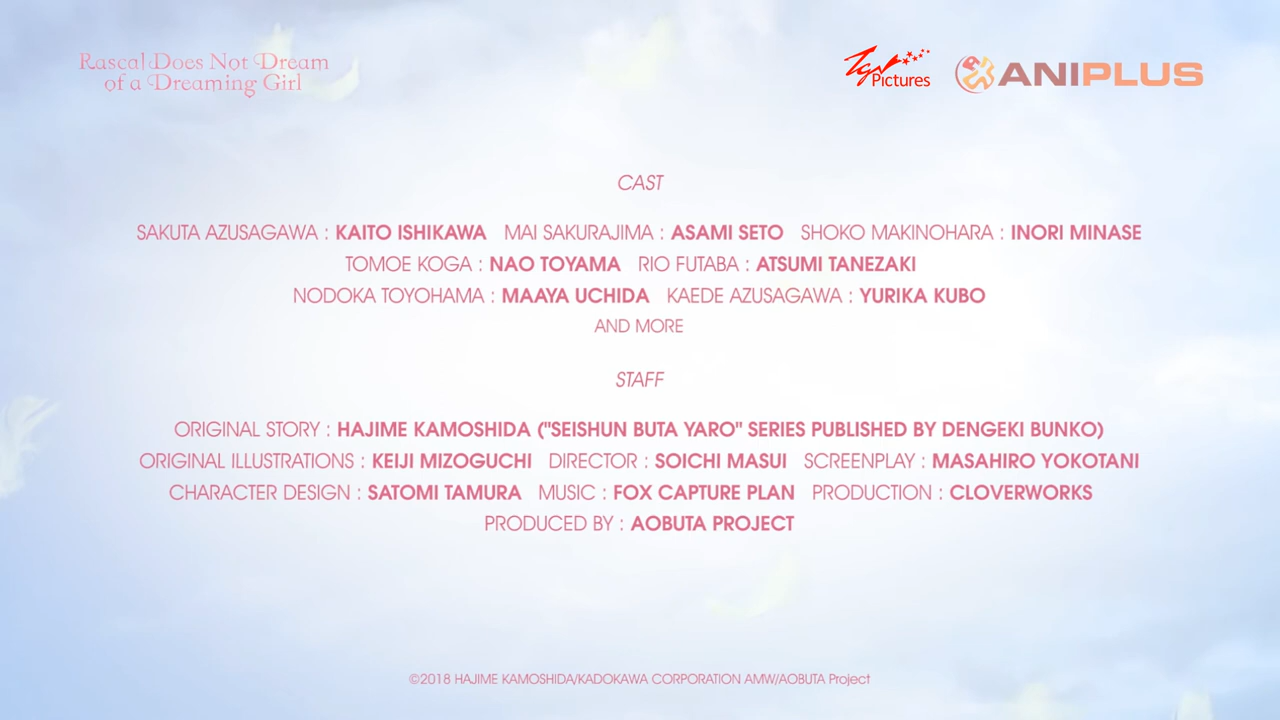 Rascal Does Not Dream
of a Dreaming Girl
TGV Pictures
ANIPLUS
CAST
SAKUTA AZUSAGAWA : KAITO ISHIKAWA MAI SAKURAJIMA : ASAMI SETO SHOKO MAKINOHARA : INORI MINASE
TOMOE KOGA : NAO TOYAMA RIO FUTABA : ATSUMI TANEZAKI
NODOKA TOYOHAMA : MAAYA UCHIDA KAEDE AZUSAGAWA : YURIKA KUBO
AND MORE
STAFF
ORIGINAL STORY : HAJIME KAMOSHIDA ("SEISHUN BUTA YARO" SERIES PUBLISHED BY DENGEKI BUNKO)
ORIGINAL ILLUSTRATIONS : KEIJI MIZOGUCHI DIRECTOR : SOICHI MASUI SCREENPLAY : MASAHIRO YOKOTANI
CHARACTER DESIGN : SATOMI TAMURA MUSIC : FOX CAPTURE PLAN PRODUCTION : CLOVERWORKS
PRODUCED BY : AOBUTA PROJECT
©2018 HAJIME KAMOSHIDA/KADOKAWA CORPORATION AMW/AOBUTA Project